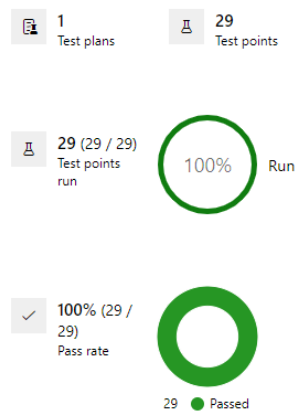 1
Test plans
29
Test points
29 (29 / 29)
Test points
run
100%
Run
100% (29 /
29)
Pass rate
29 Passed